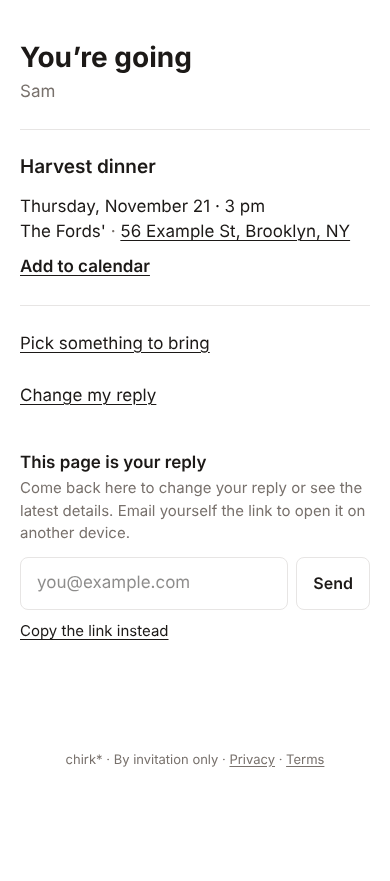 You’re going
Sam
Harvest dinner
Thursday, November 21 · 3 pm
The Fords' · 56 Example St, Brooklyn, NY
Add to calendar
Pick something to bring
Change my reply
This page is your reply
Come back here to change your reply or see the
latest details. Email yourself the link to open it on
another device.
you@example.com
Send
Copy the link instead
chirk* · By invitation only · Privacy · Terms